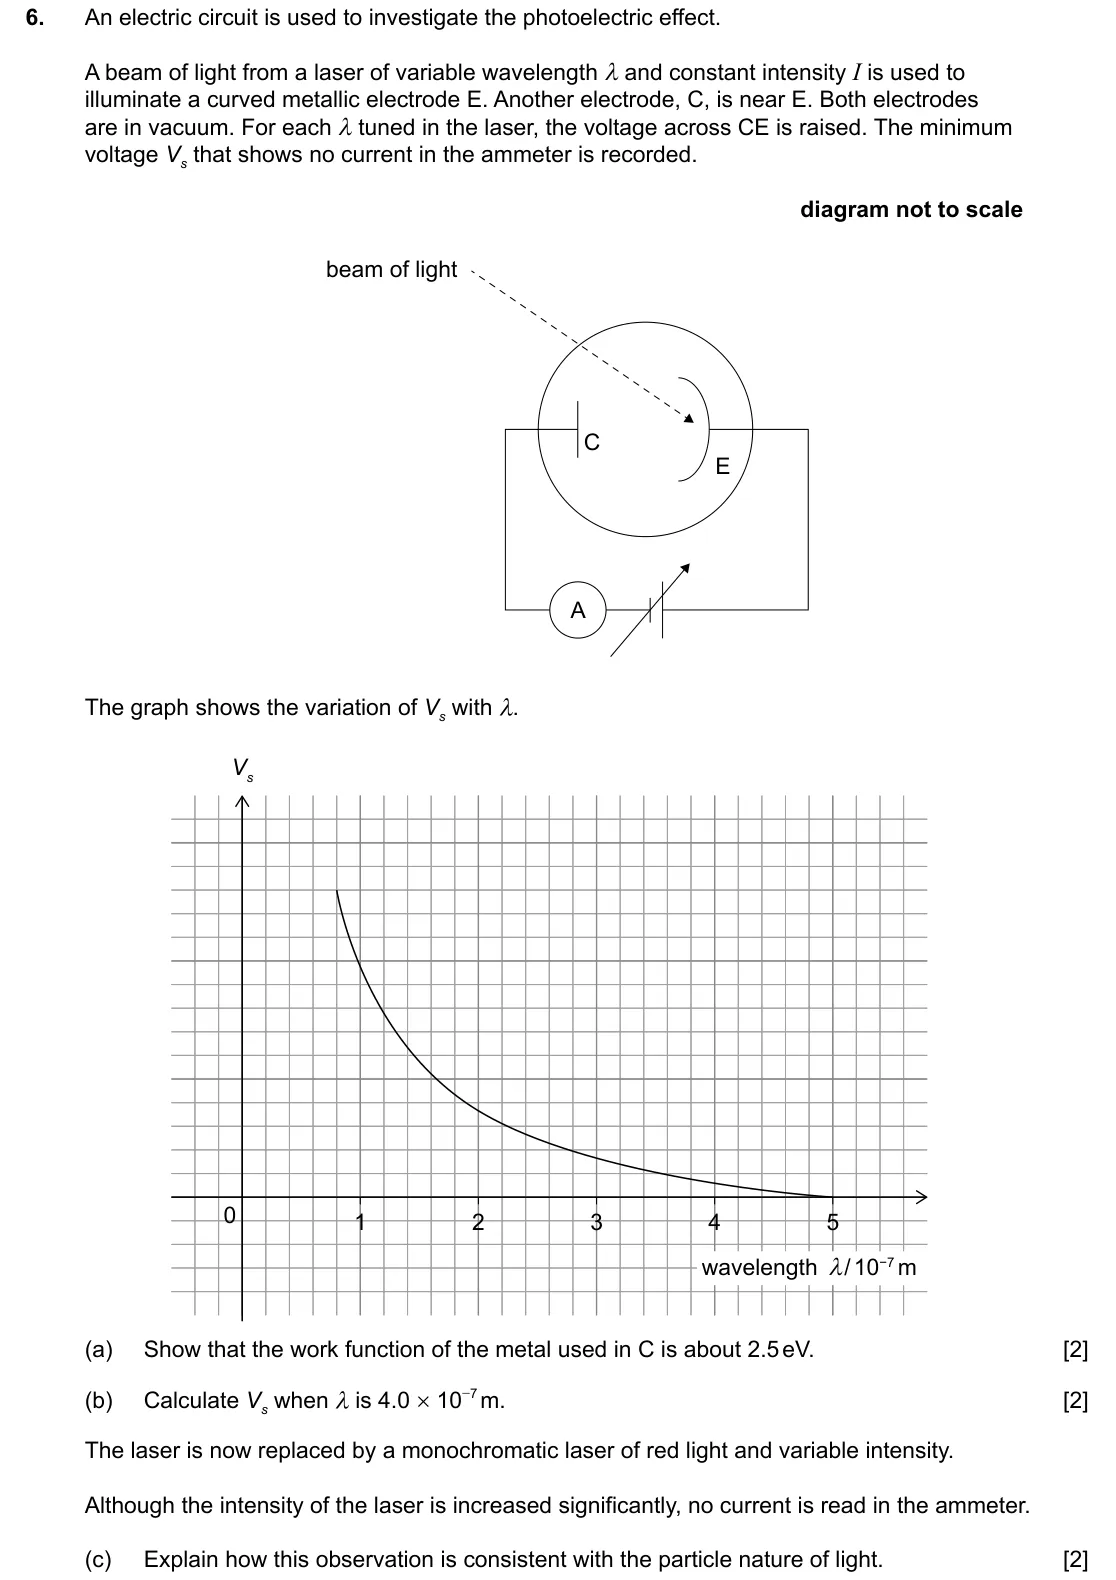 6. An electric circuit is used to investigate the photoelectric effect.
A beam of light from a laser of variable wavelength λ and constant intensity I is used to
illuminate a curved metallic electrode E. Another electrode, C, is near E. Both electrodes
are in vacuum. For each λ tuned in the laser, the voltage across CE is raised. The minimum
voltage Vₛ that shows no current in the ammeter is recorded.
diagram not to scale
beam of light
C
E
A
The graph shows the variation of Vₛ with λ.
Vₛ
0 1 2 3 4 5
wavelength λ/10⁻⁷m
(a) Show that the work function of the metal used in C is about 2.5eV. [2]
(b) Calculate Vₛ when λ is 4.0 × 10⁻⁷m. [2]
The laser is now replaced by a monochromatic laser of red light and variable intensity.
Although the intensity of the laser is increased significantly, no current is read in the ammeter.
(c) Explain how this observation is consistent with the particle nature of light. [2]